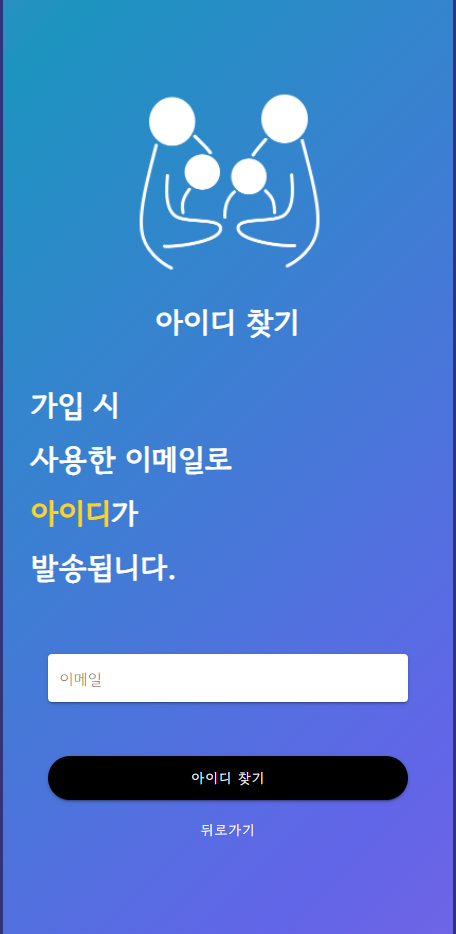 아이디 찾기
가입 시
사용한 이메일로
아이디가
발송됩니다.
이메일
아이디 찾기
뒤로가기